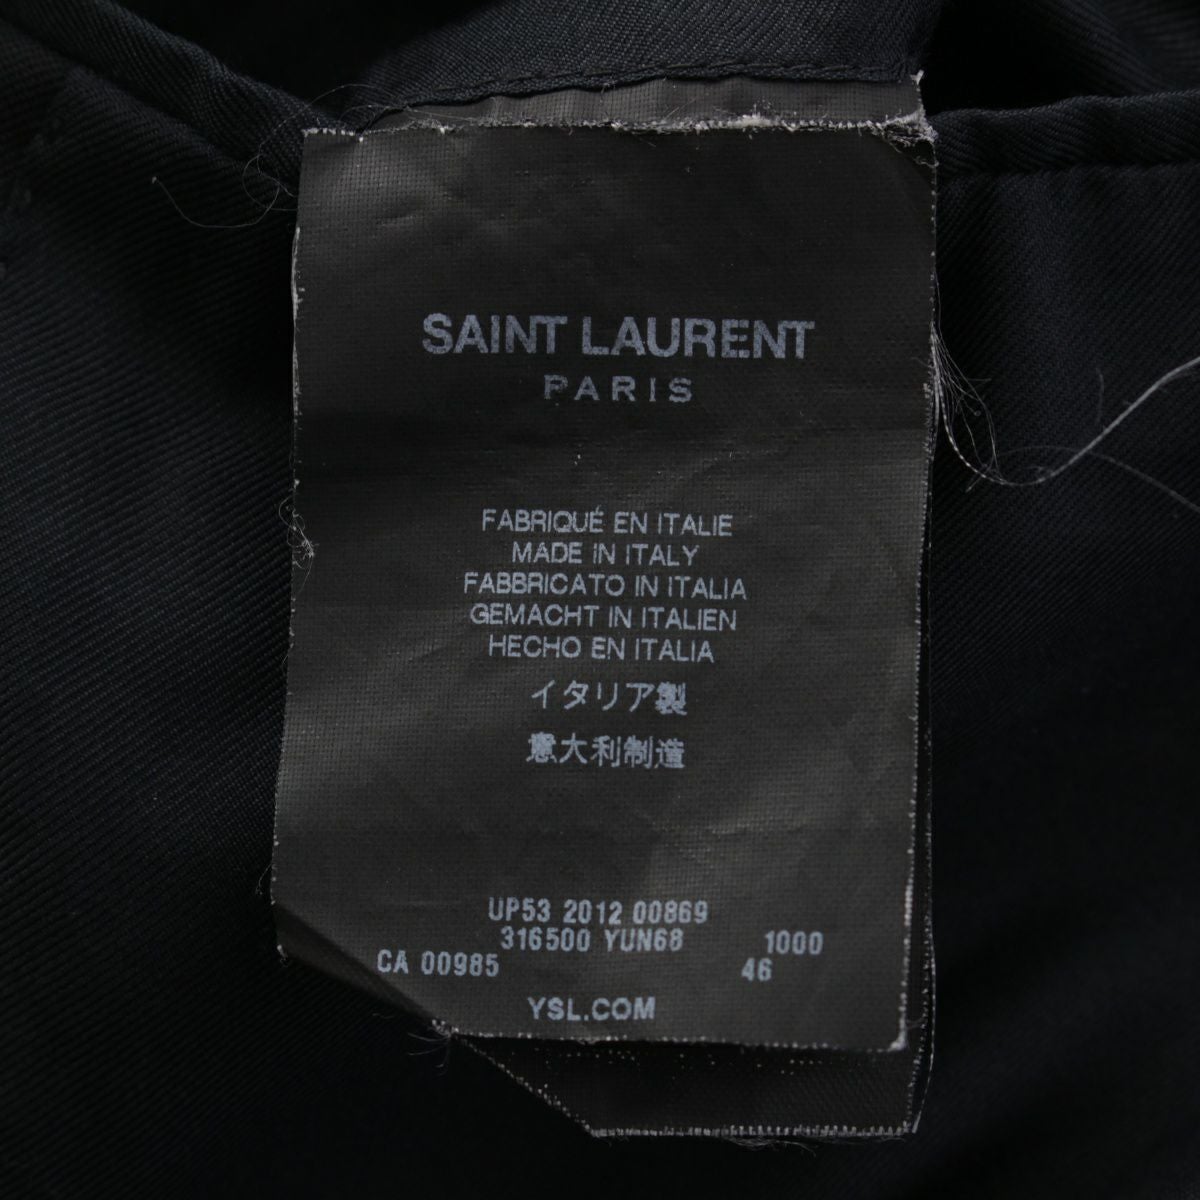 SAINT LAURENT
PARIS
FABRIQUÉ EN ITALIE
MADE IN ITALY
FABBRICATO IN ITALIA
GEMACHT IN ITALIEN
HECHO EN ITALIA
イタリア製
意大利制造
UP53 2012 00869
316500 YUN68 1000
CA 00985 46
YSL.COM